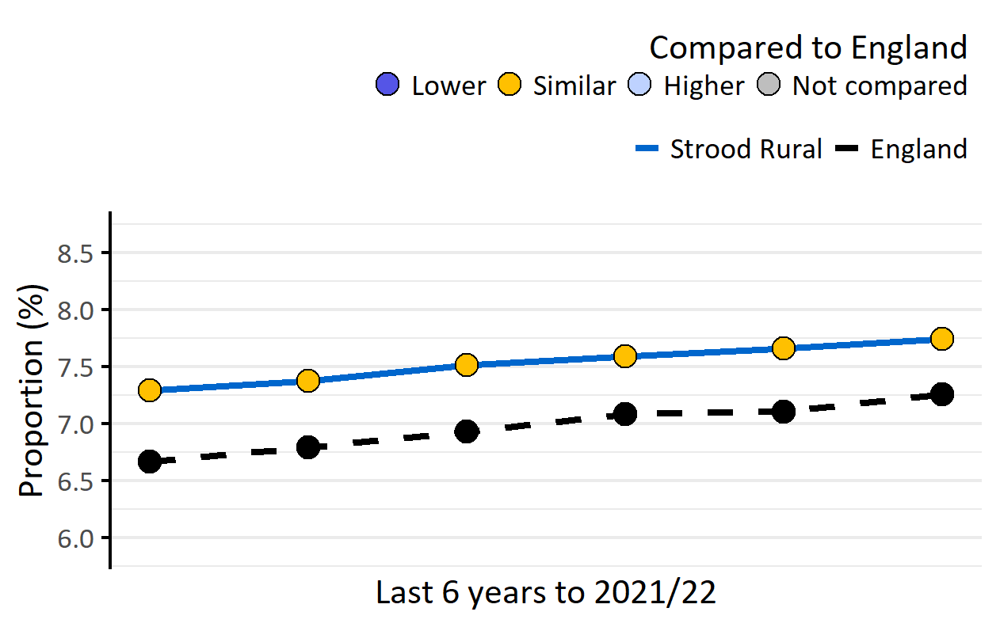 Compared to England
Lower Similar Higher Not compared
Strood Rural England
8.5
8.0
7.5
7.0
6.5
6.0
Proportion (%)
Last 6 years to 2021/22